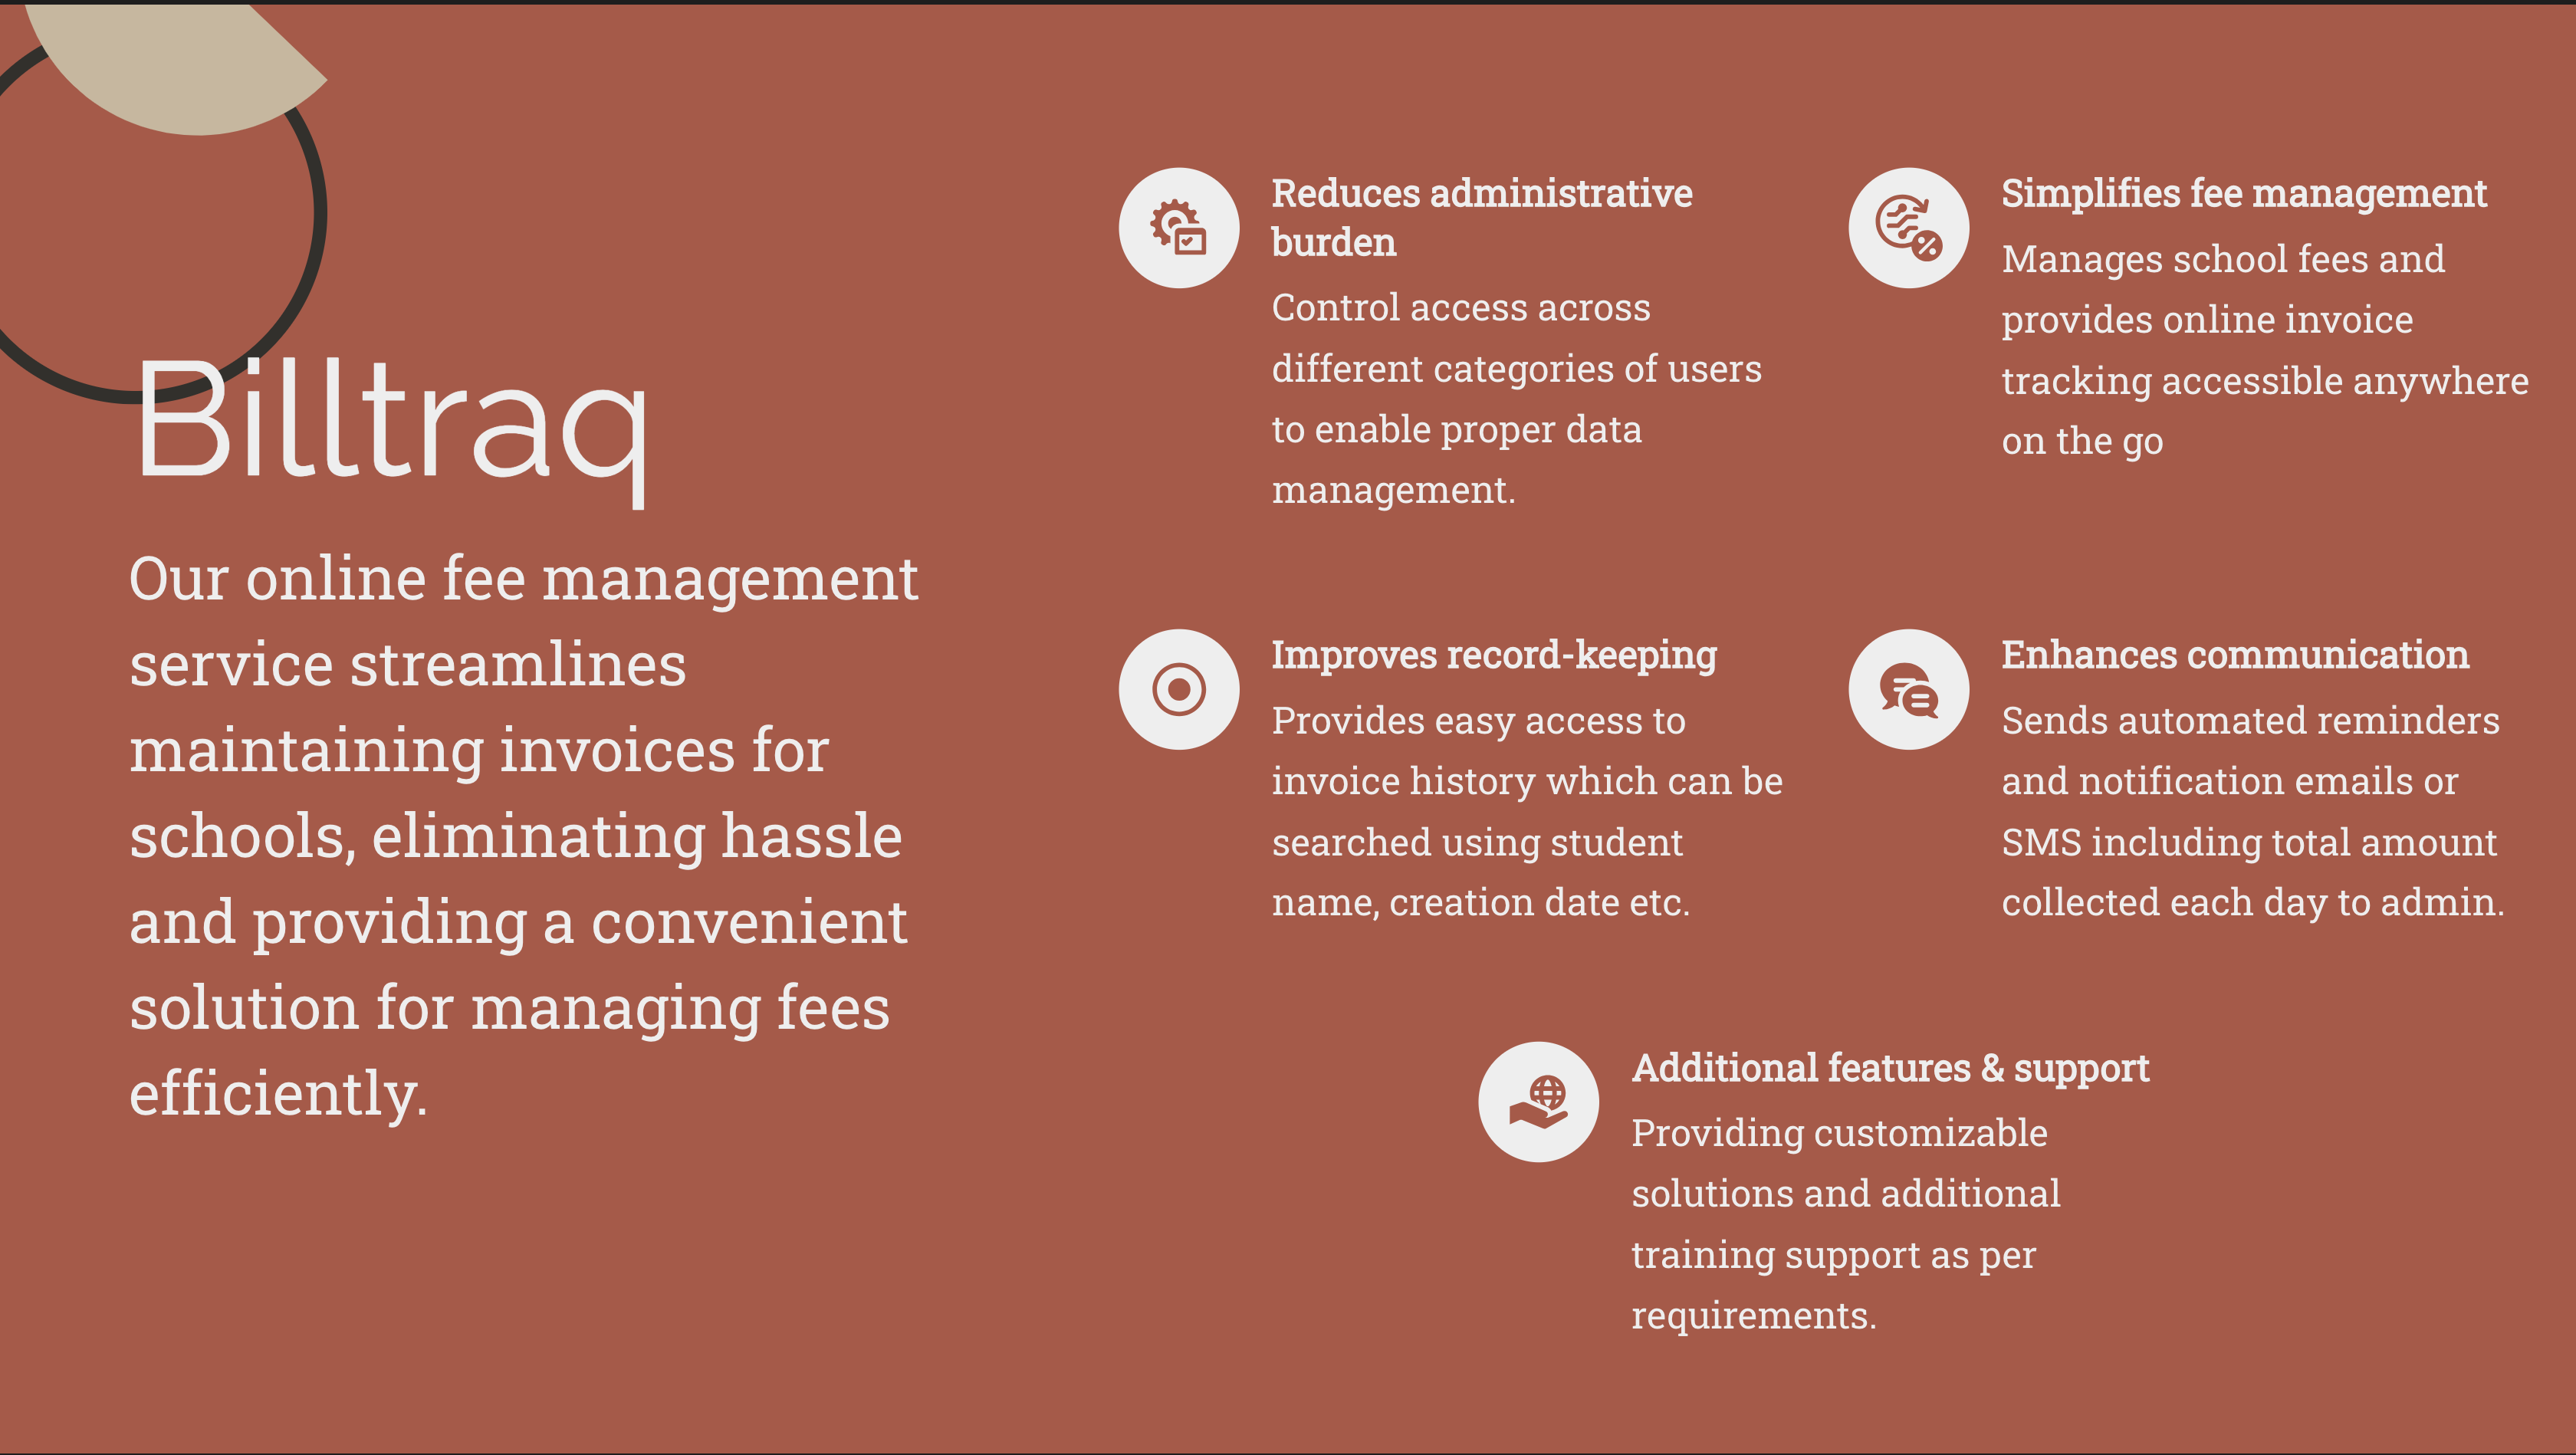 Billtraq
Our online fee management
service streamlines
maintaining invoices for
schools, eliminating hassle
and providing a convenient
solution for managing fees
efficiently.
Reduces administrative
burden
Control access across
different categories of users
to enable proper data
management.
Simplifies fee management
Manages school fees and
provides online invoice
tracking accessible anywhere
on the go
Improves record-keeping
Provides easy access to
invoice history which can be
searched using student
name, creation date etc.
Enhances communication
Sends automated reminders
and notification emails or
SMS including total amount
collected each day to admin.
Additional features & support
Providing customizable
solutions and additional
training support as per
requirements.